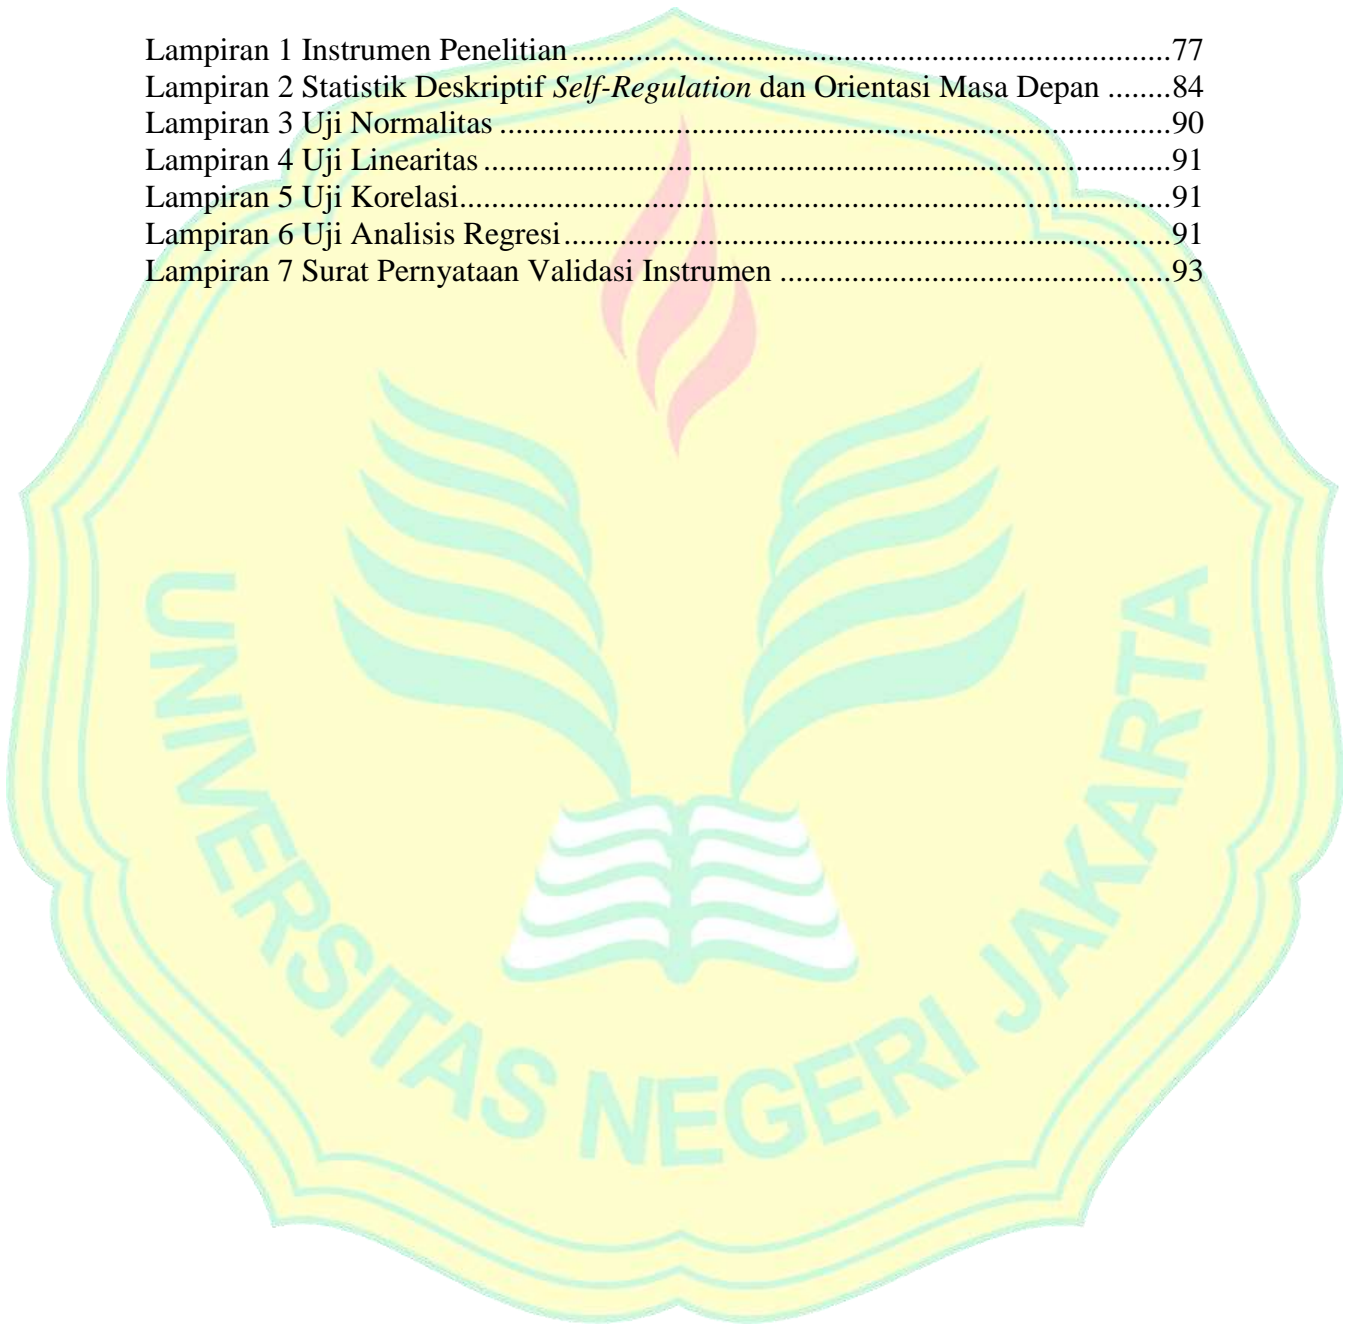 Lampiran 1 Instrumen Penelitian ...........................................................................77
Lampiran 2 Statistik Deskriptif Self-Regulation dan Orientasi Masa Depan ........84
Lampiran 3 Uji Normalitas ....................................................................................90
Lampiran 4 Uji Linearitas ......................................................................................91
Lampiran 5 Uji Korelasi.........................................................................................91
Lampiran 6 Uji Analisis Regresi............................................................................91
Lampiran 7 Surat Pernyataan Validasi Instrumen .................................................93
UNIVERSITAS NEGERI JAKARTA